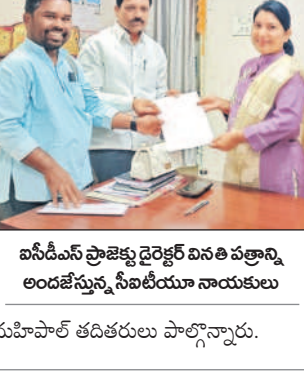 ఐసీడీఎస్ ప్రాజెక్టు డైరెక్టర్ వినతి పత్రాన్ని
అందజేస్తున్న సీఐటీయూ నాయకులు
మహిపాల్ తదితరులు పాల్గొన్నారు.